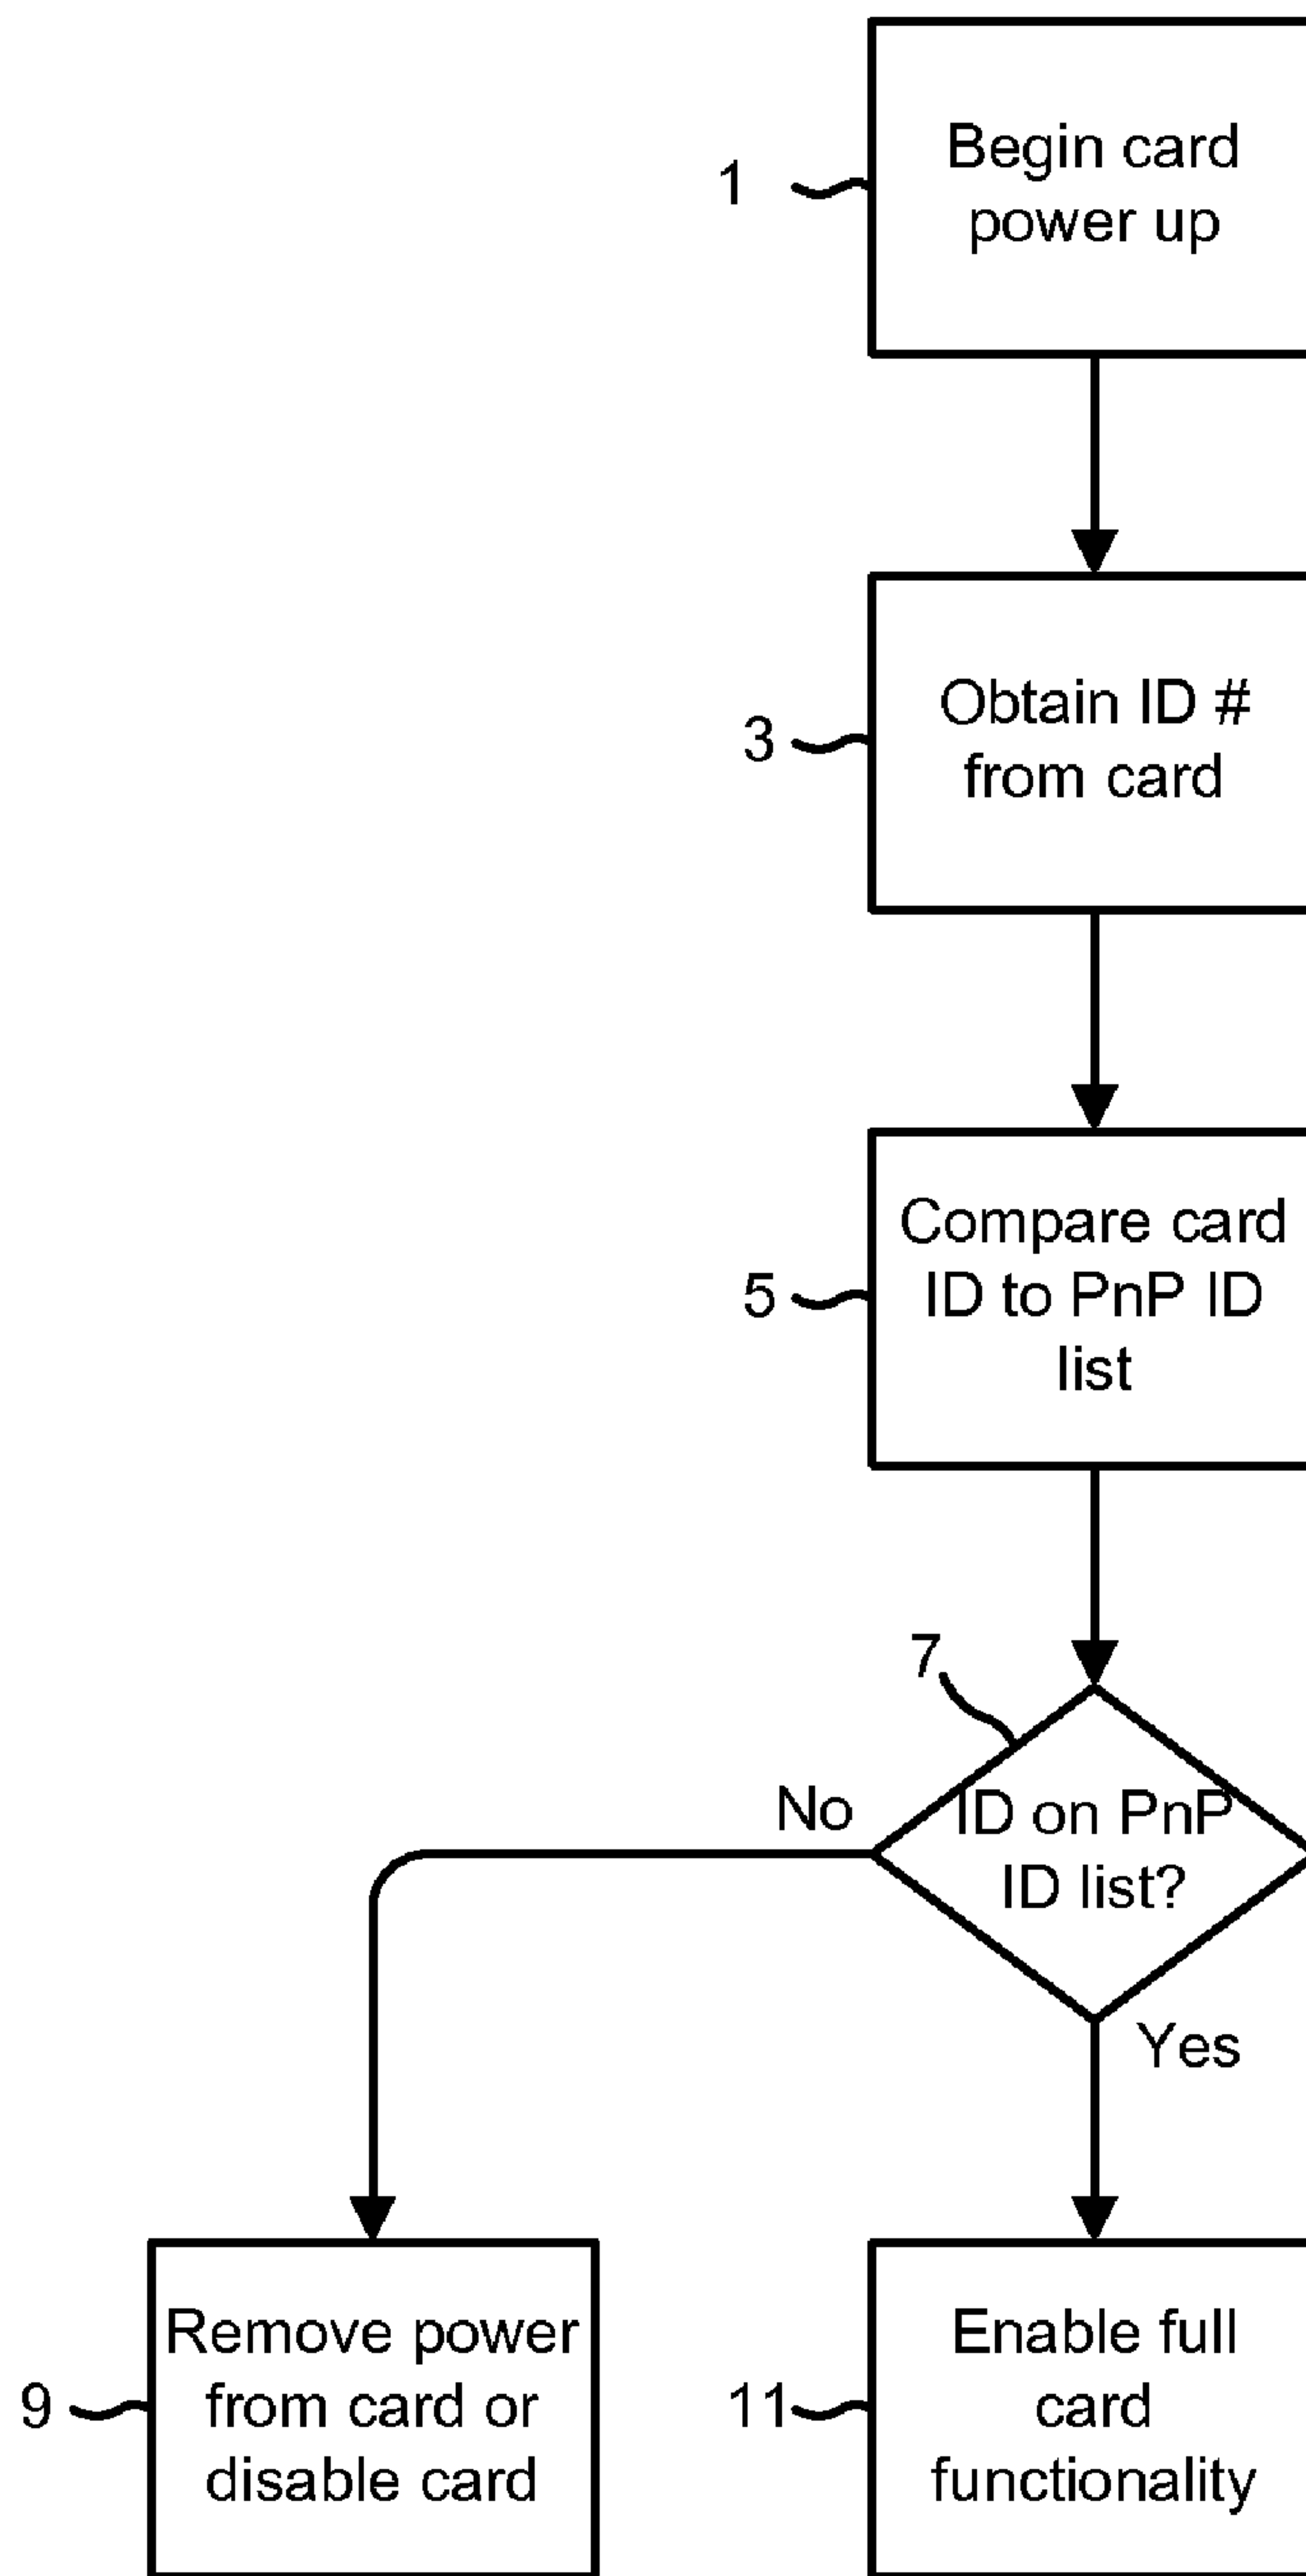 1
Begin card
power up
3
Obtain ID #
from card
5
Compare card
ID to PnP ID
list
7
No
ID on PnP
ID list?
Yes
9
Remove power
from card or
disable card
11
Enable full
card
functionality